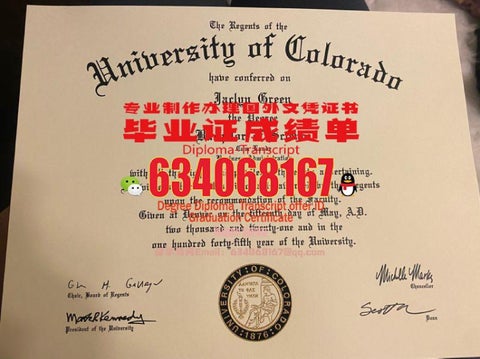 The Regents of the
University of Colorado
have conferred on
Jaclyn Green
the Degree
专业制作办理国外文凭证书
毕业证成绩单
Diploma Transcript
634068167
Degree Diploma, Transcript offer, ID
Graduation Certificate
upon the recommendation of the Faculty.
Given at Denver on the fifteenth day of May, A.D.
two thousand and twenty-one and in the
one hundred forty-fifth year of the University.
634068167@qq.com
Chair, Board of Regents
President of the University
UNIVERSITY OF COLORADO
1876
Michelle Marks
Chancellor
Dean